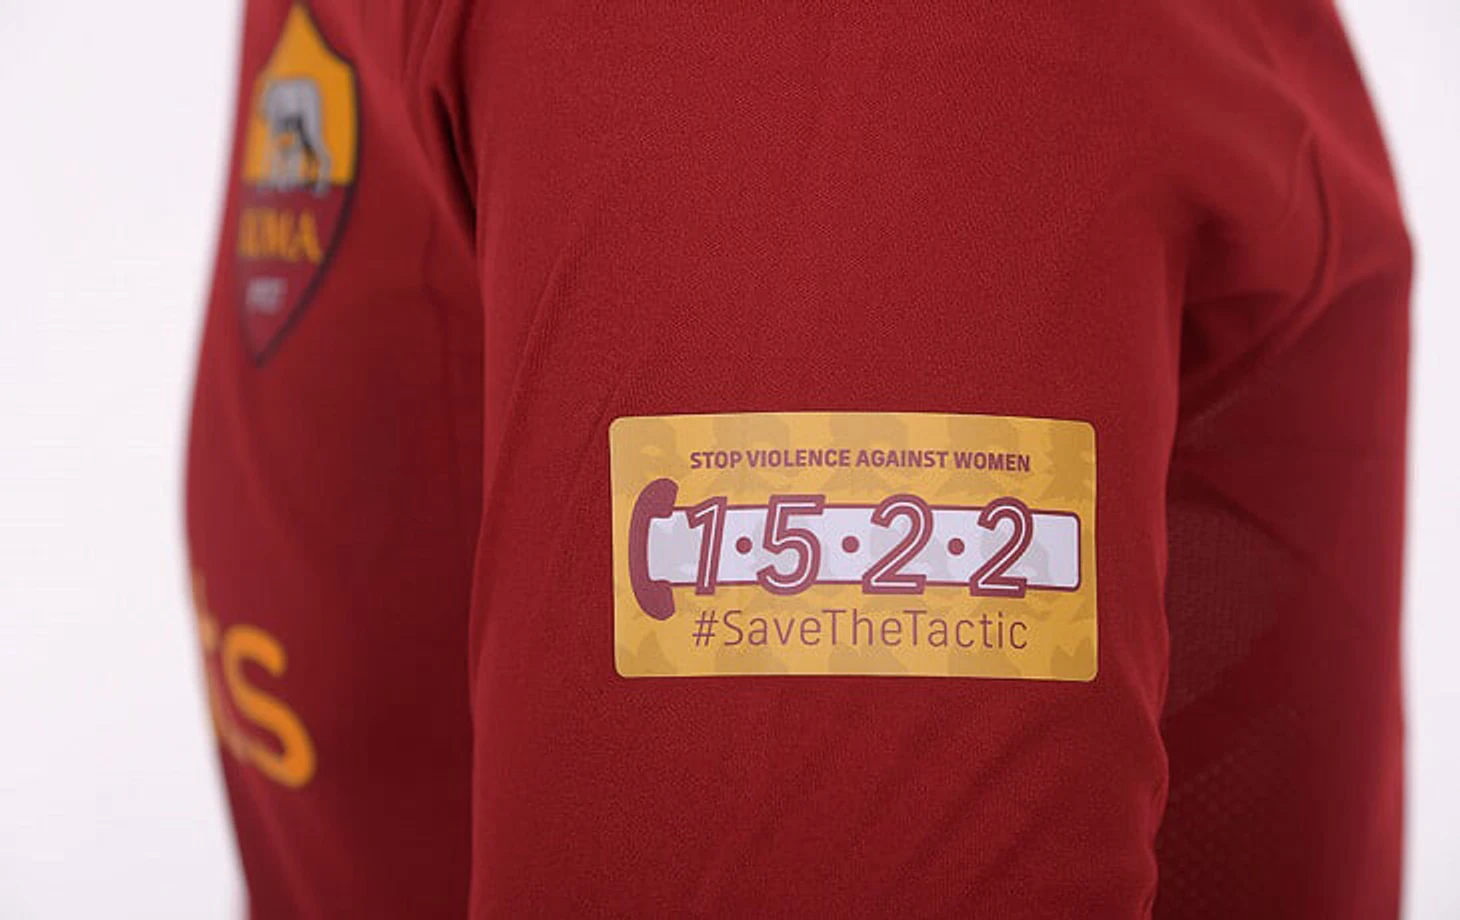 ROMA
STOP VIOLENCE AGAINST WOMEN
1·5·2·2
#SaveTheTactic